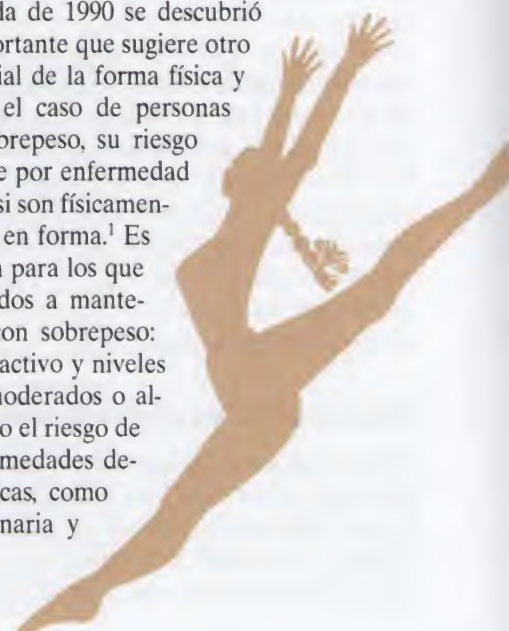 da de 1990 se descubrió
ortante que sugiere otro
ial de la forma física y
el caso de personas
brepeso, su riesgo
e por enfermedad
si son físicamen-
en forma.¹ Es
n para los que
dos a mante-
on sobrepeso:
activo y niveles
noderados o al-
o el riesgo de
medades de-
cas, como
naria y